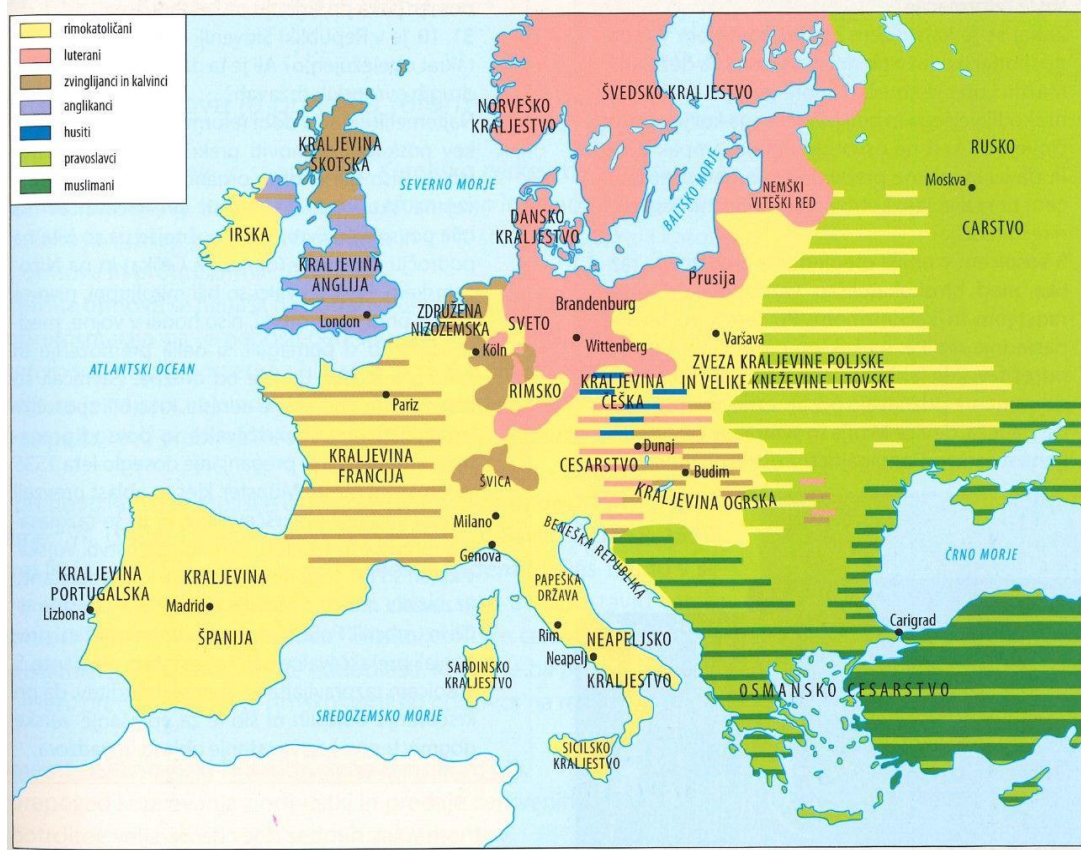 rimokatoličani
luterani
zvinglijanci in kalvinci
anglikanci
husiti
pravoslavci
muslimani
NORVEŠKO
KRALJESTVO
ŠVEDSKO KRALJESTVO
KRALJEVINA
ŠKOTSKA
SEVERNO MORJE
BALTSKO MORJE
NEMŠKI
VITEŠKI RED
RUSKO
Moskva
CARSTVO
IRSKA
DANSKO
KRALJESTVO
KRALJEVINA
ANGLIJA
London
ZDRUŽENA
NIZOZEMSKA
Prusija
Brandenburg
SVETO
Wittenberg
Köln
Varšava
ATLANTSKI OCEAN
RIMSKO
KRALJEVINA
ČEŠKA
ZVEZA KRALJEVINE POLJSKE
IN VELIKE KNEŽEVINE LITOVSKE
Pariz
KRALJEVINA
FRANCIJA
ŠVICA
CESARSTVO
Dunaj
Budim
KRALJEVINA OGRSKA
Milano
Genova
BENEŠKA REPUBLIKA
ČRNO MORJE
KRALJEVINA
PORTUGALSKA
Lizbona
KRALJEVINA
Madrid
ŠPANIJA
PAPEŠKA
DRŽAVA
Rim
Neapelj
NEAPELJSKO
KRALJESTVO
Carigrad
SARDINSKO
KRALJESTVO
OSMANSKO CESARSTVO
SREDOZEMSKO MORJE
SICILSKO
KRALJESTVO